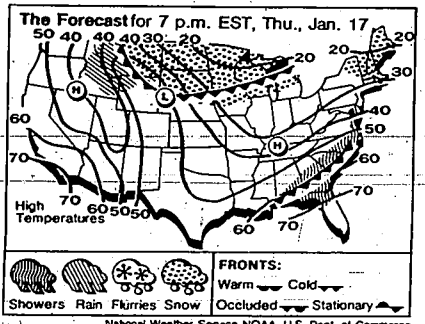 The Forecast for 7 p.m. EST, Thu., Jan. 17
50 40 40 40 30 20
20 20
20
30
H L
40
60 H 50
60
70
70
High 70
Temperatures 60 50 50 60 70
FRONTS:
Warm Cold
Showers Rain Flurries Snow Occluded Stationary
National Weather Service NOAA, U.S. Dept. of Commerce